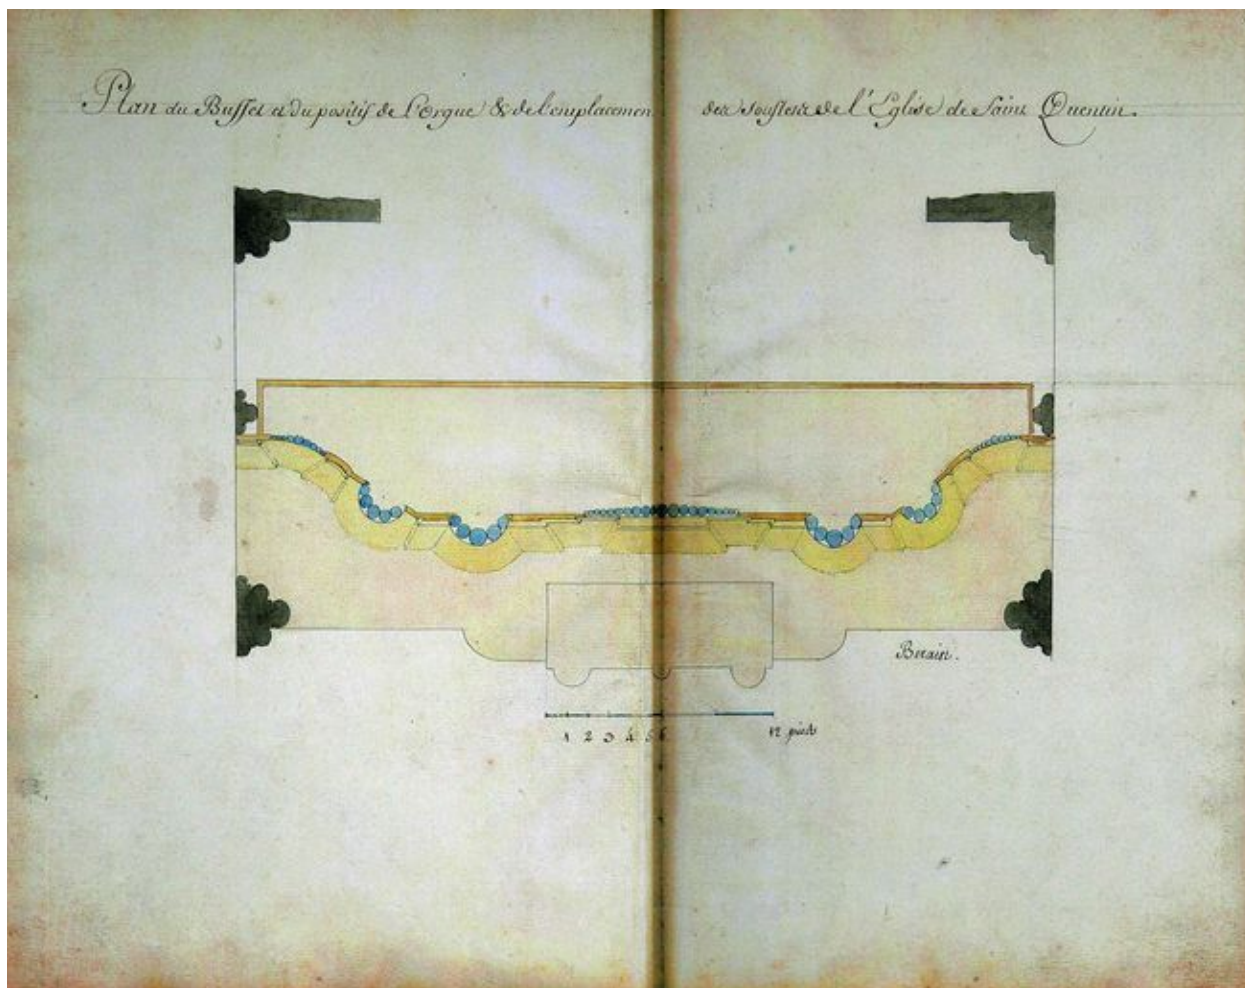 Plan du Buffet et du positif de l'Orgue & de l'emplacemen des souflets de l'Eglise de Saint Quentin.
Berain.
1 2 3 4 5 6 12 pieds